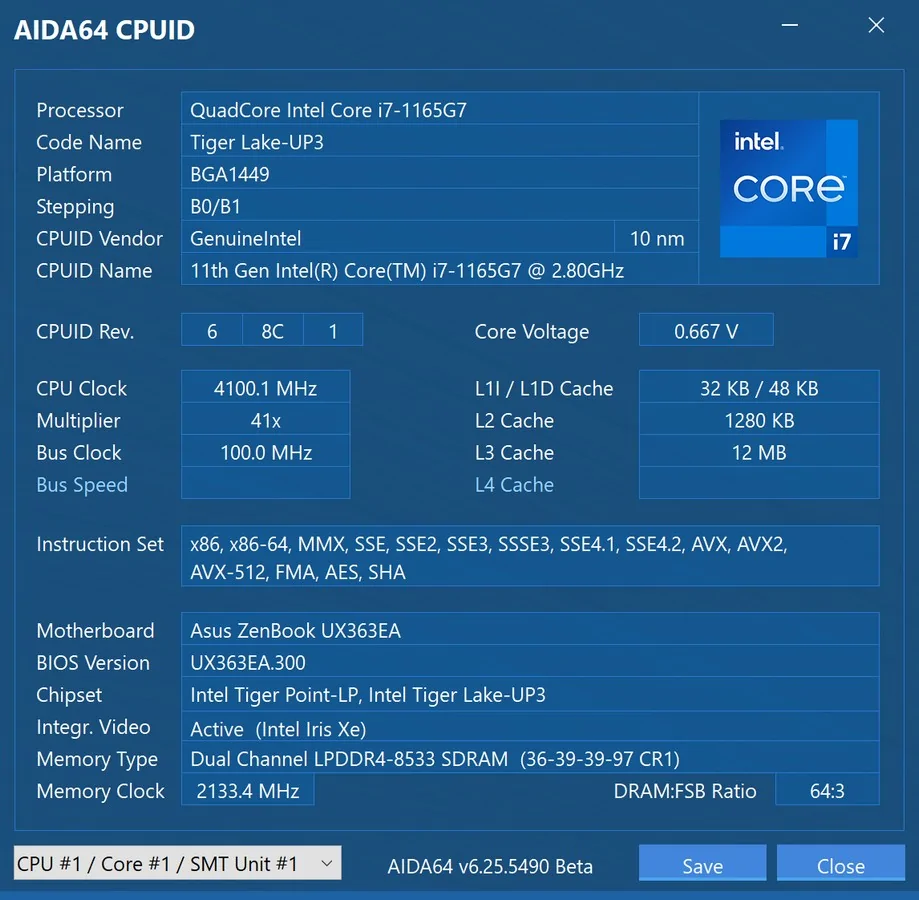 AIDA64 CPUID
Processor QuadCore Intel Core i7-1165G7
Code Name Tiger Lake-UP3
Platform BGA1449
Stepping B0/B1
CPUID Vendor GenuineIntel 10 nm
CPUID Name 11th Gen Intel(R) Core(TM) i7-1165G7 @ 2.80GHz
intel.
CORE™
i7
CPUID Rev. 6 8C 1 Core Voltage 0.667 V
CPU Clock 4100.1 MHz L1I / L1D Cache 32 KB / 48 KB
Multiplier 41x L2 Cache 1280 KB
Bus Clock 100.0 MHz L3 Cache 12 MB
Bus Speed L4 Cache
Instruction Set x86, x86-64, MMX, SSE, SSE2, SSE3, SSSE3, SSE4.1, SSE4.2, AVX, AVX2,
AVX-512, FMA, AES, SHA
Motherboard Asus ZenBook UX363EA
BIOS Version UX363EA.300
Chipset Intel Tiger Point-LP, Intel Tiger Lake-UP3
Integr. Video Active (Intel Iris Xe)
Memory Type Dual Channel LPDDR4-8533 SDRAM (36-39-39-97 CR1)
Memory Clock 2133.4 MHz DRAM:FSB Ratio 64:3
CPU #1 / Core #1 / SMT Unit #1 AIDA64 v6.25.5490 Beta Save Close